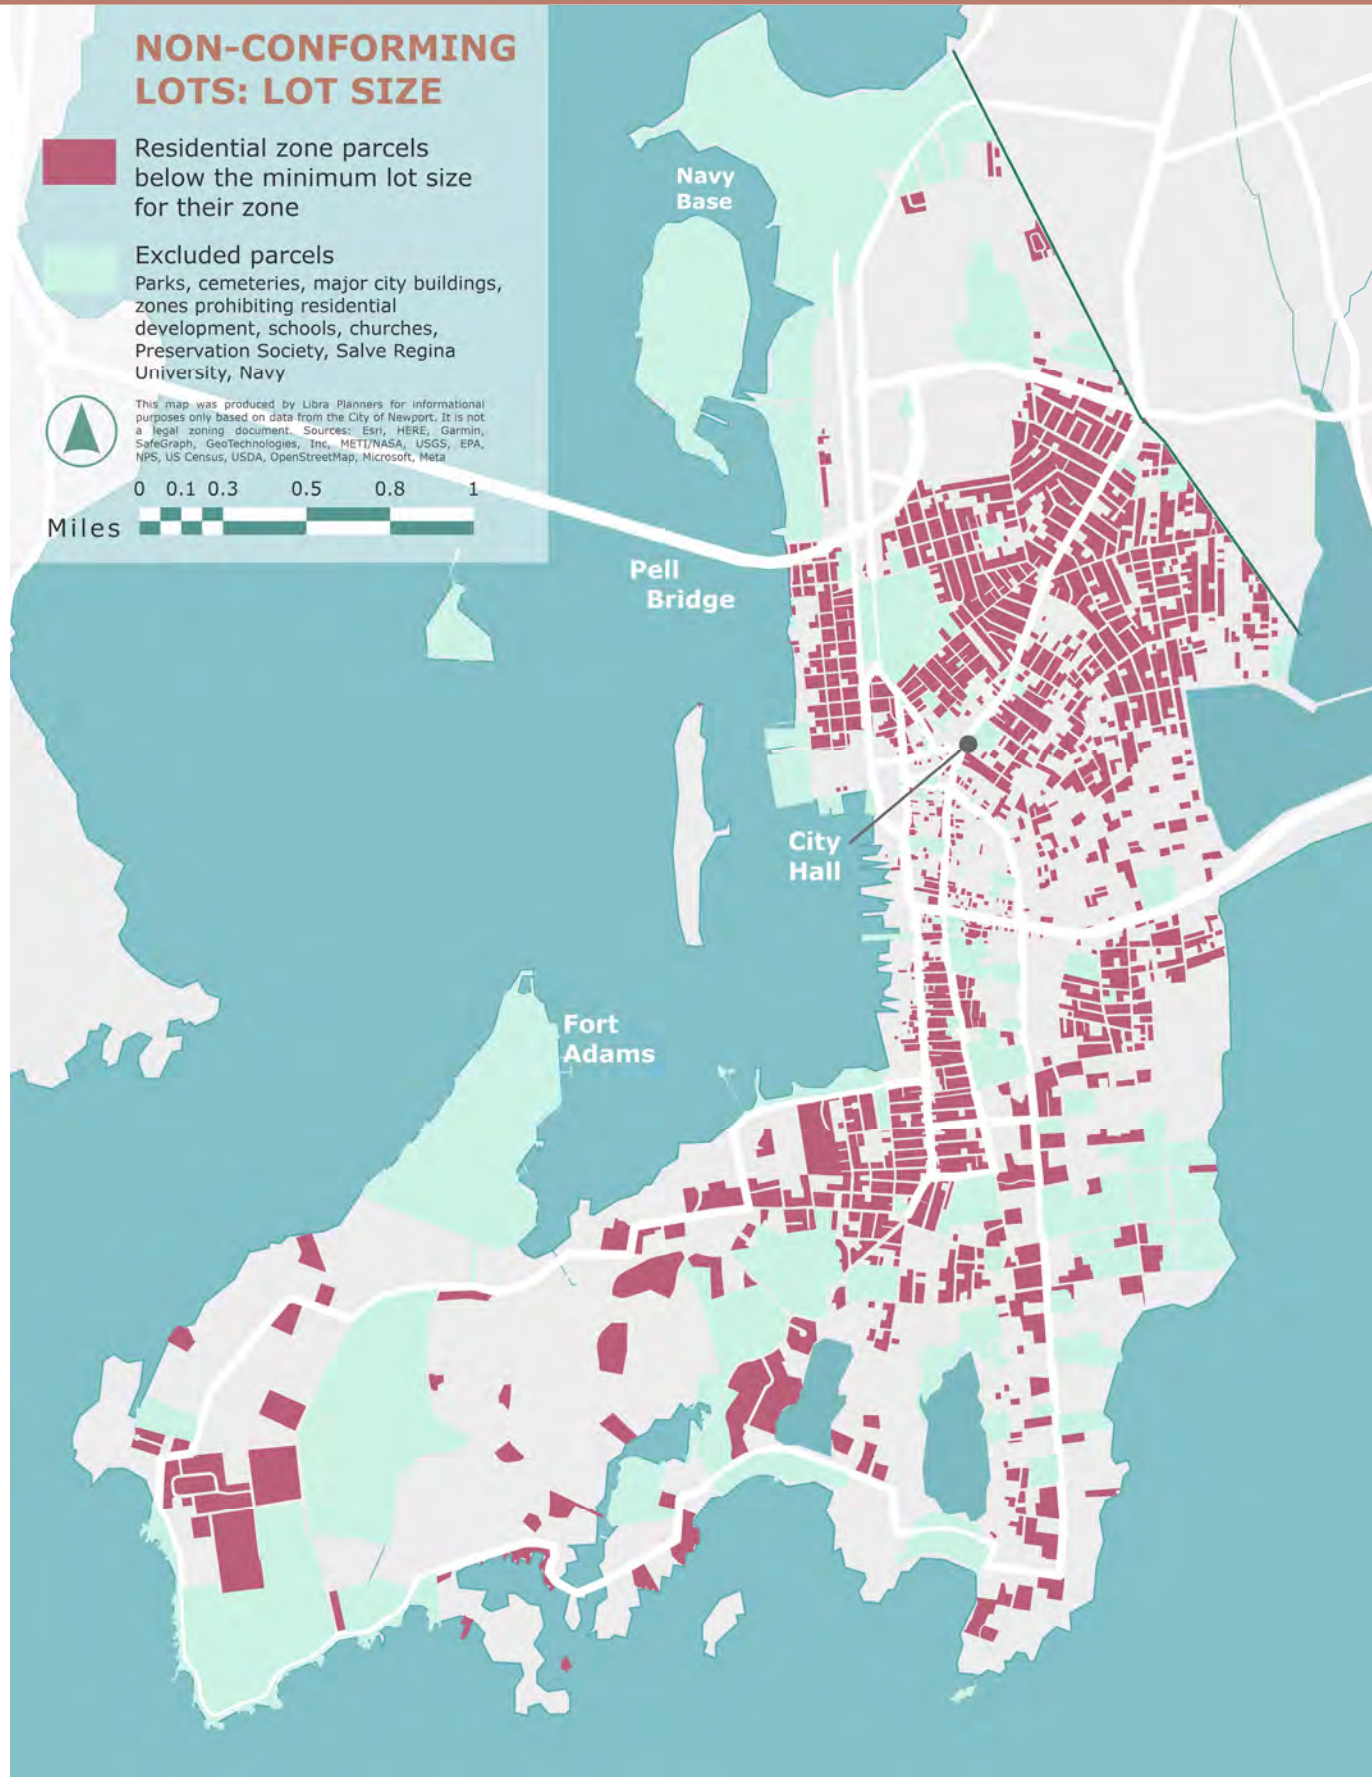 NON-CONFORMING
LOTS: LOT SIZE
Residential zone parcels
below the minimum lot size
for their zone
Excluded parcels
Parks, cemeteries, major city buildings,
zones prohibiting residential
development, schools, churches,
Preservation Society, Salve Regina
University, Navy
This map was produced by Libra Planners for informational
purposes only based on data from the City of Newport. It is not
a legal zoning document. Sources: Esri, HERE, Garmin,
SafeGraph, GeoTechnologies, Inc, METI/NASA, USGS, EPA,
NPS, US Census, USDA, OpenStreetMap, Microsoft, Meta
0 0.1 0.3 0.5 0.8 1
Miles
Navy
Base
Pell
Bridge
City
Hall
Fort
Adams